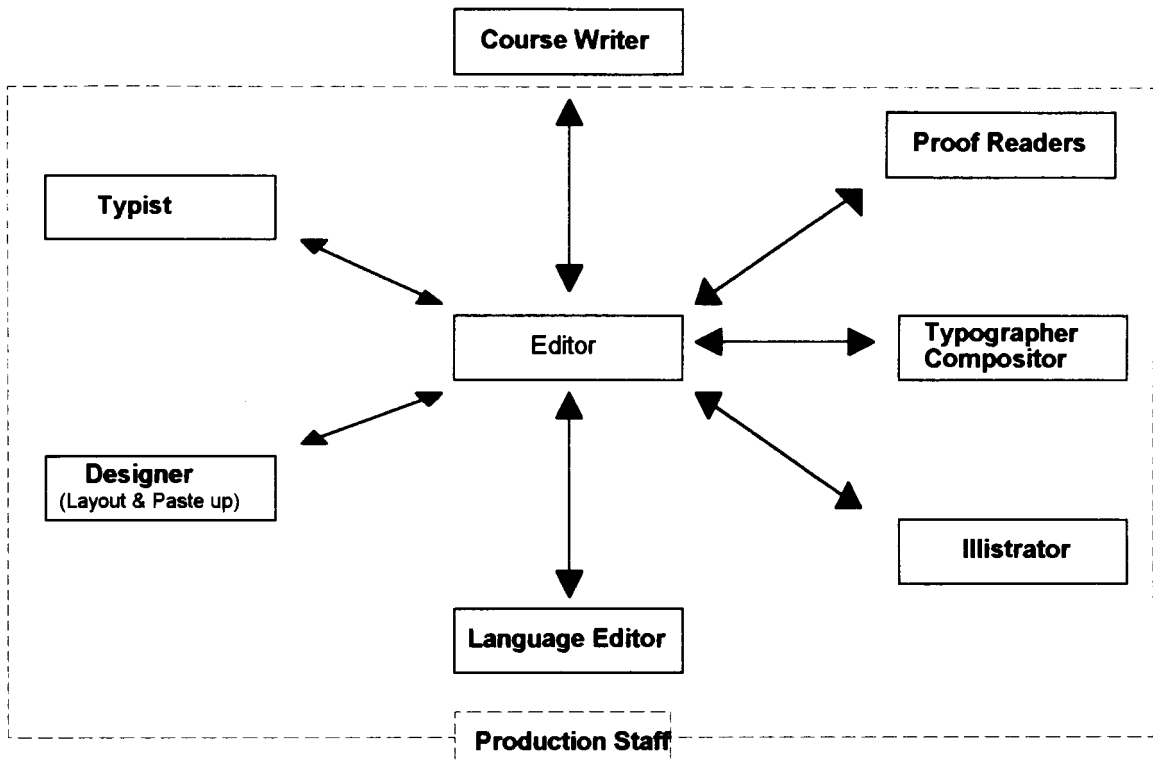 Course Writer
Proof Readers
Typist
Editor
Typographer
Compositor
Designer
(Layout & Paste up)
Illistrator
Language Editor
Production Staff